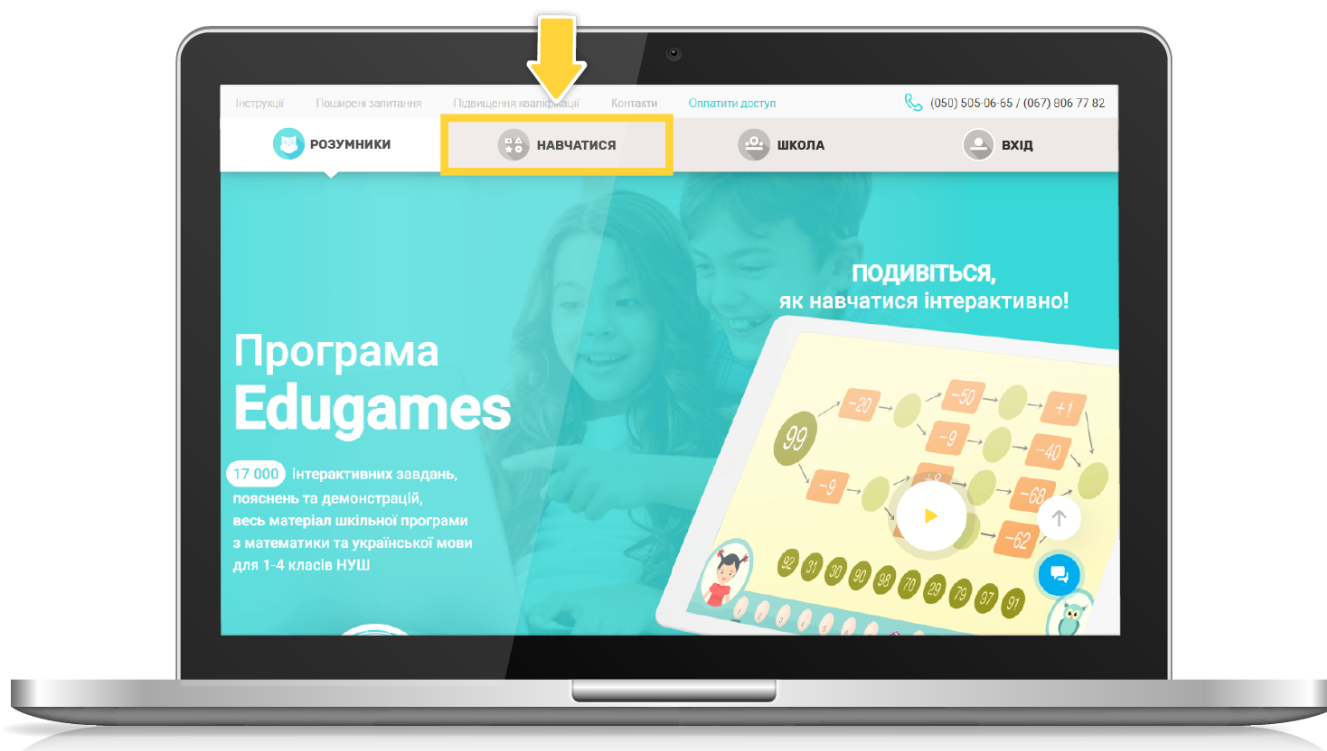 Інструкції Поширені запитання Підвищення кваліфікації Контакти Оплатити доступ (050) 505-06-65 / (067) 806 77 82
РОЗУМНИКИ НАВЧАТИСЯ ШКОЛА ВХІД
ПОДИВІТЬСЯ,
як навчатися інтерактивно!
Програма
Edugames
17 000 інтерактивних завдань,
пояснень та демонстрацій,
весь матеріал шкільної програми
з математики та української мови
для 1-4 класів НУШ
-20 -50 +1
99 -9 -40
-9 +8 -68
-62
92 31 30 90 98 70 29 79 97 91